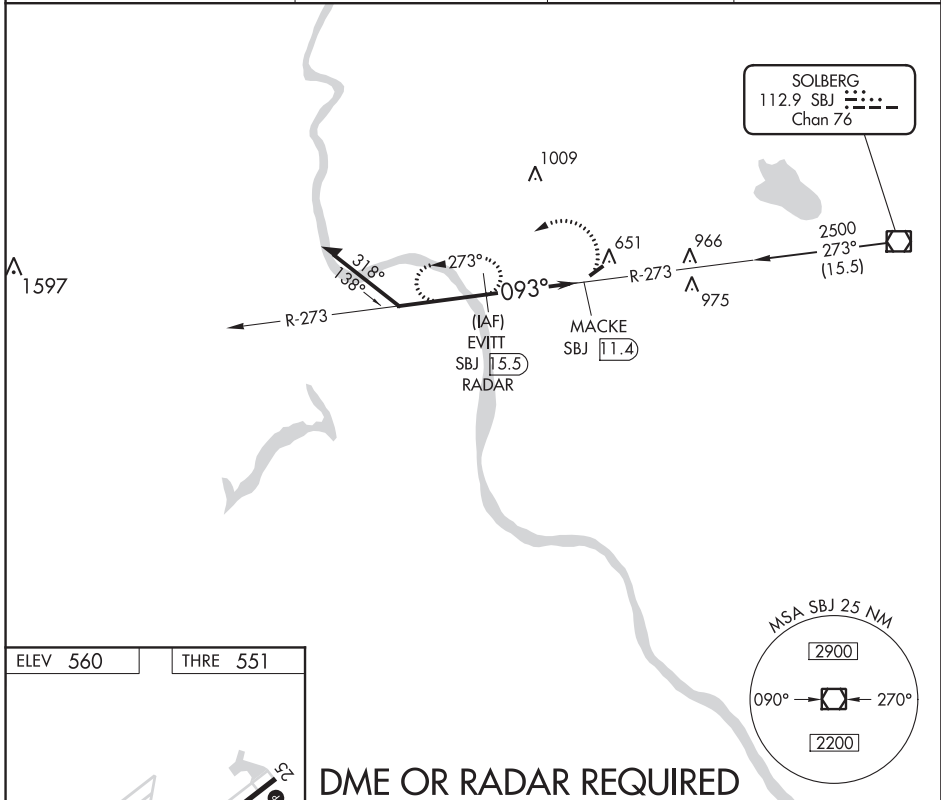 SOLBERG
112.9 SBJ
Chan 76
1009
2500
273°
(15.5)
651
966
R-273
975
1597
318°
138°
273°
093°
R-273
(IAF)
EVITT
SBJ 15.5
RADAR
MACKE
SBJ 11.4
MSA SBJ 25 NM
2900
090°
270°
2200
ELEV 560
THRE 551
25
DME OR RADAR REQUIRED